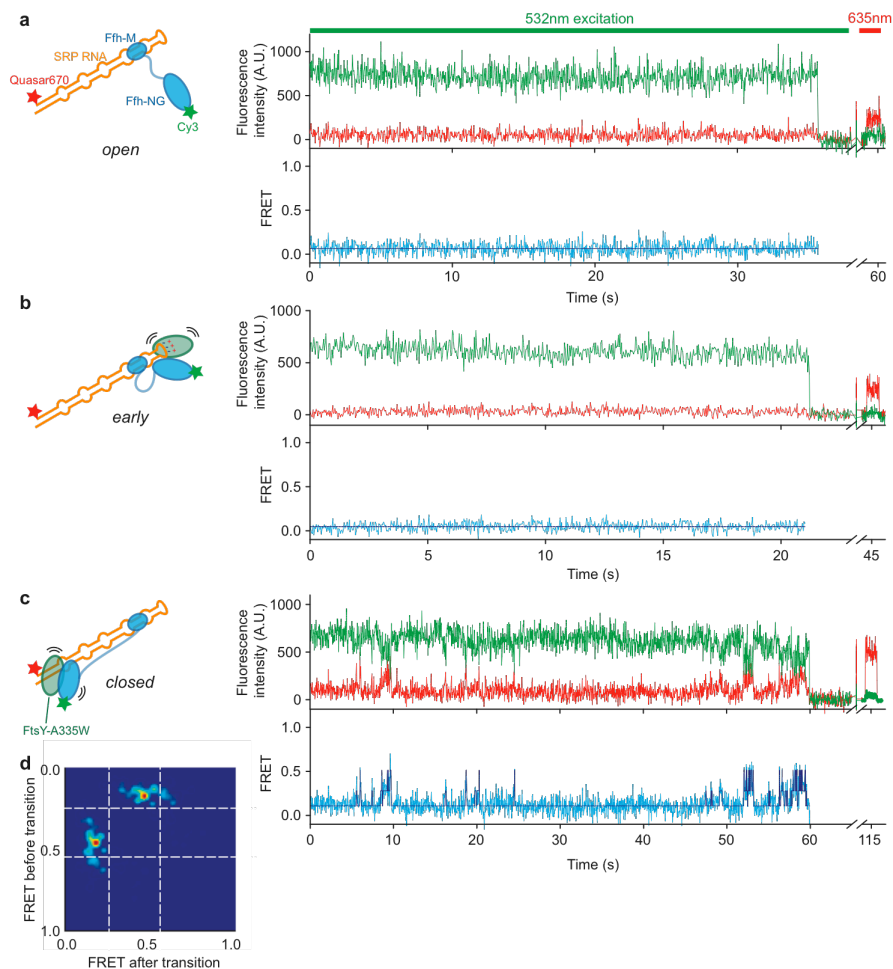 a
532nm excitation
635nm
Ffh-M
SRP RNA
Quasar670
Ffh-NG
Cy3
open
Fluorescence
intensity (A.U.)
1000
500
0
FRET
1.0
0.5
0.0
0 10 20 30 60
Time (s)
b
early
Fluorescence
intensity (A.U.)
1000
500
0
FRET
1.0
0.5
0.0
0 5 10 15 20 45
Time (s)
c
closed
FtsY-A335W
Fluorescence
intensity (A.U.)
1000
500
0
FRET
1.0
0.5
0.0
0 10 20 30 40 50 60 115
Time (s)
d
FRET before transition
0.0
0.5
1.0
0.0 0.5 1.0
FRET after transition